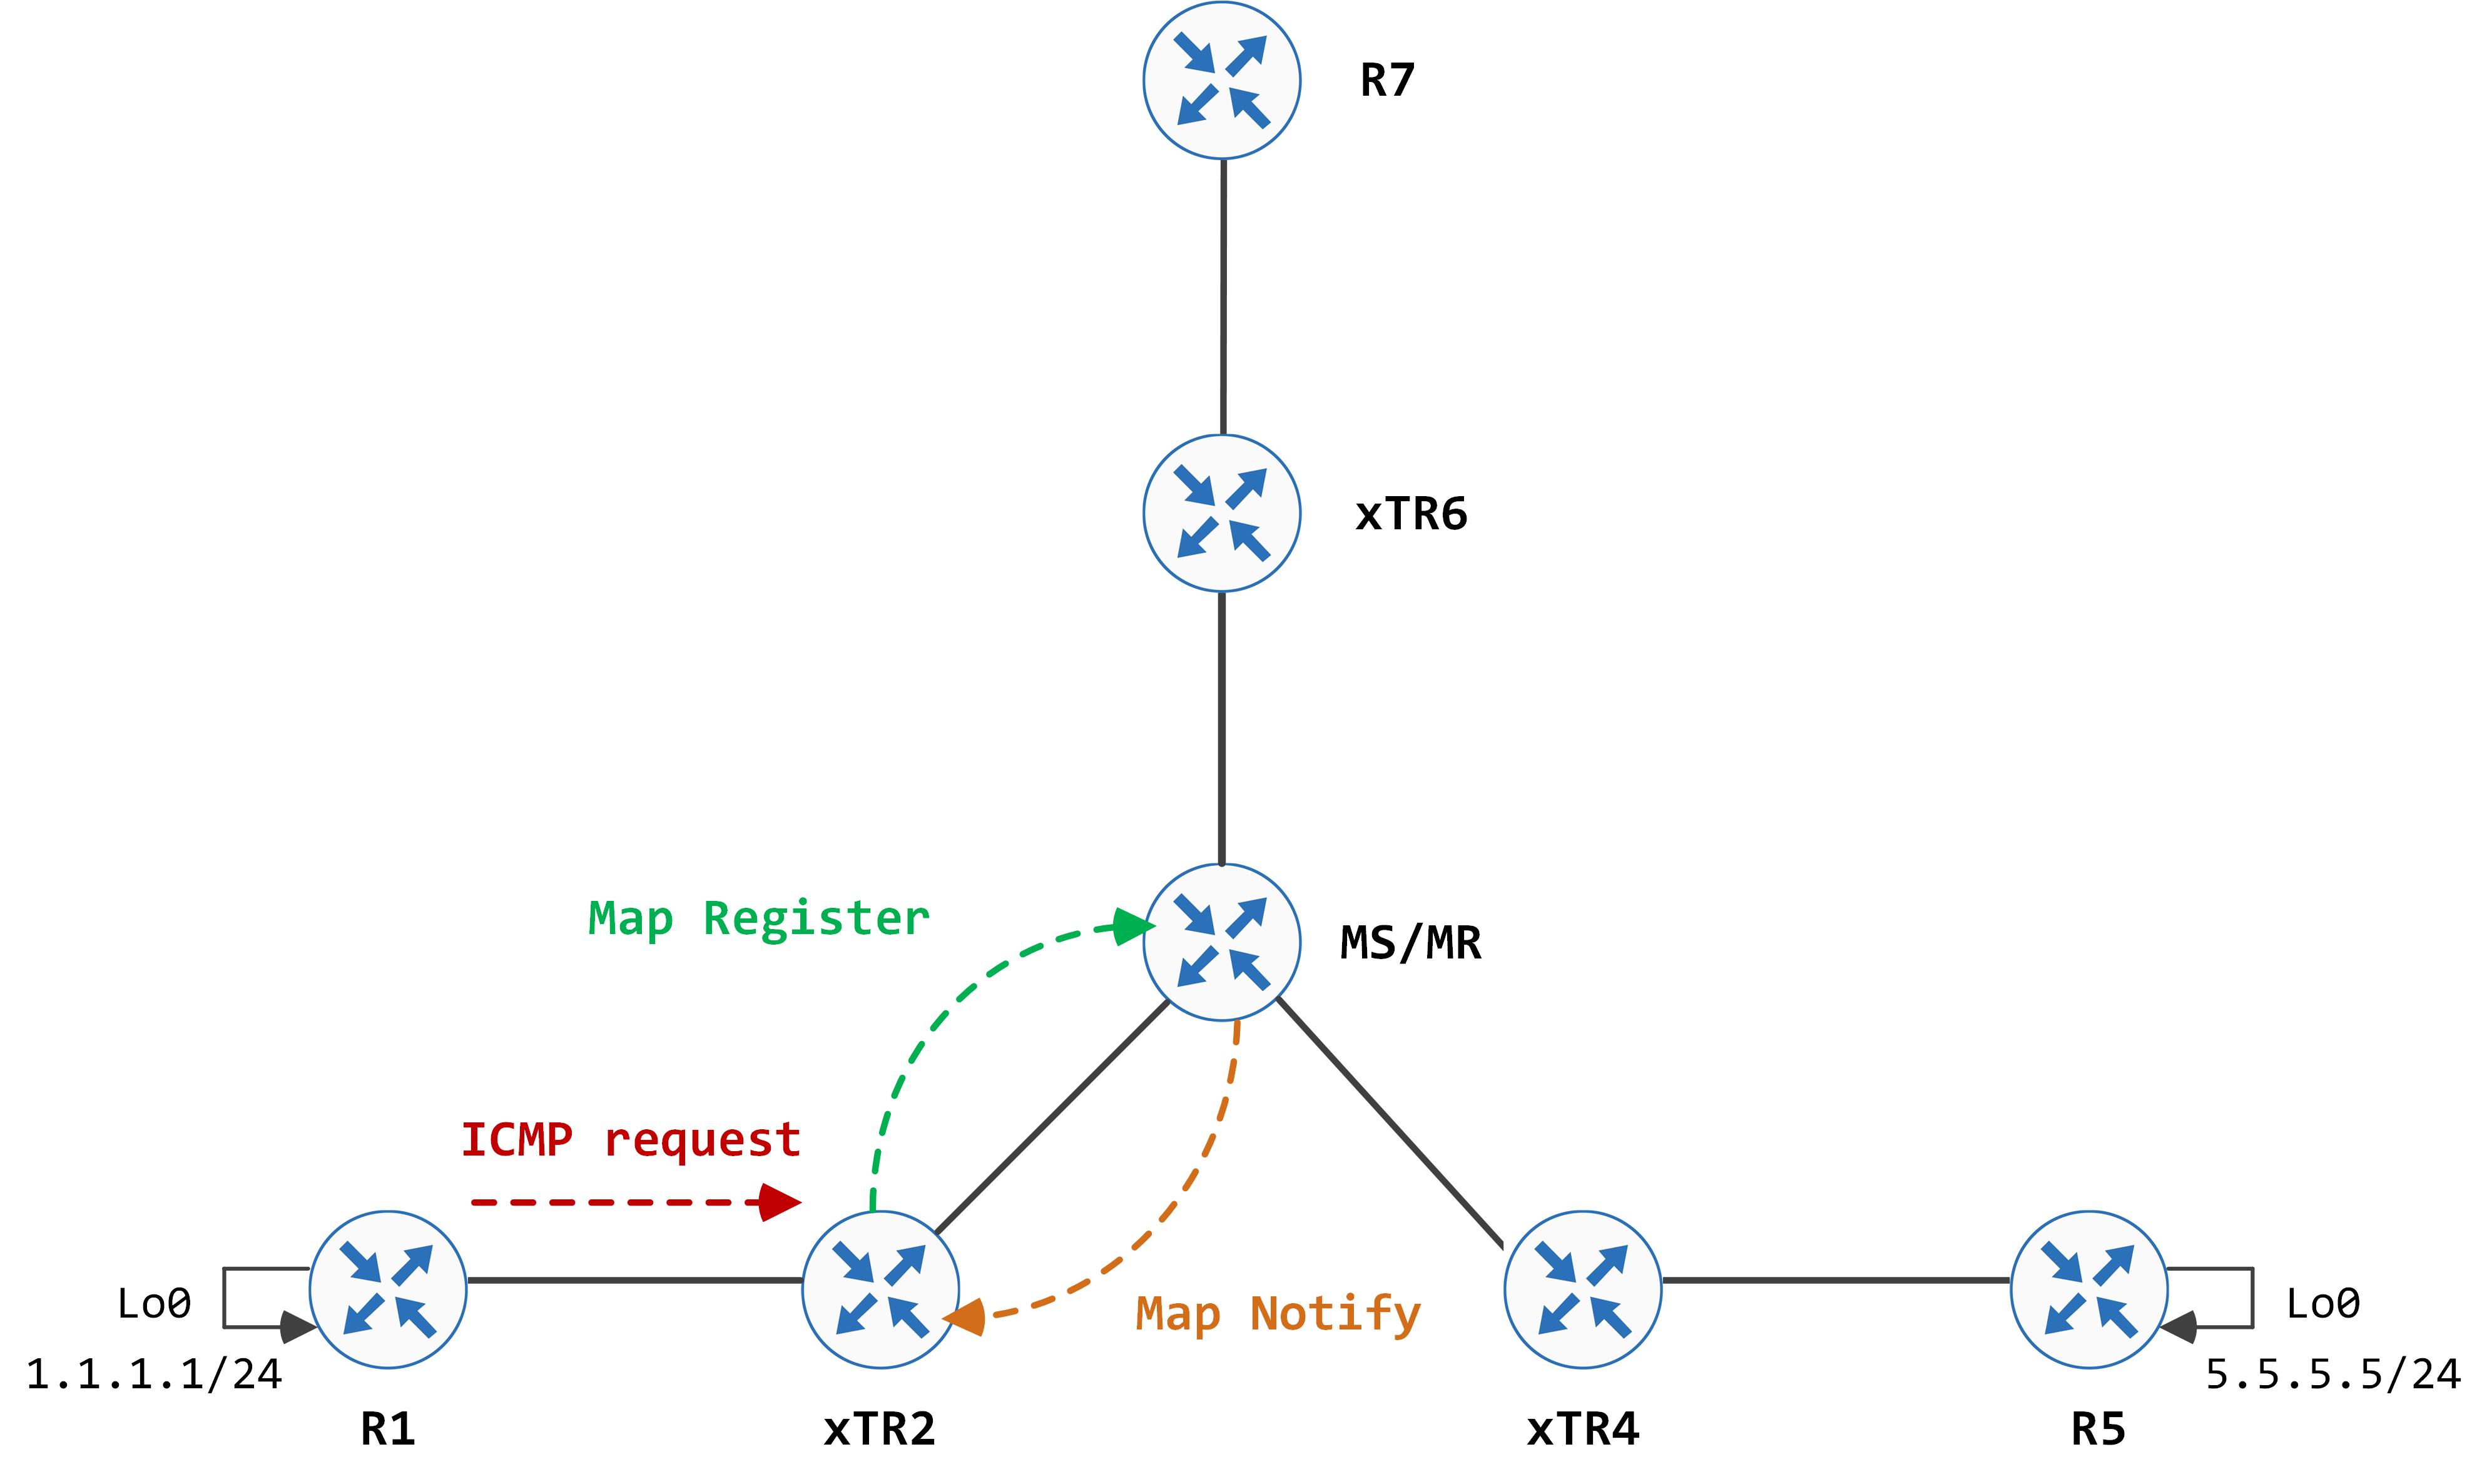 R7
xTR6
Map Register
MS/MR
ICMP request
Lo0
Map Notify
Lo0
1.1.1.1/24
5.5.5.5/24
R1
xTR2
xTR4
R5